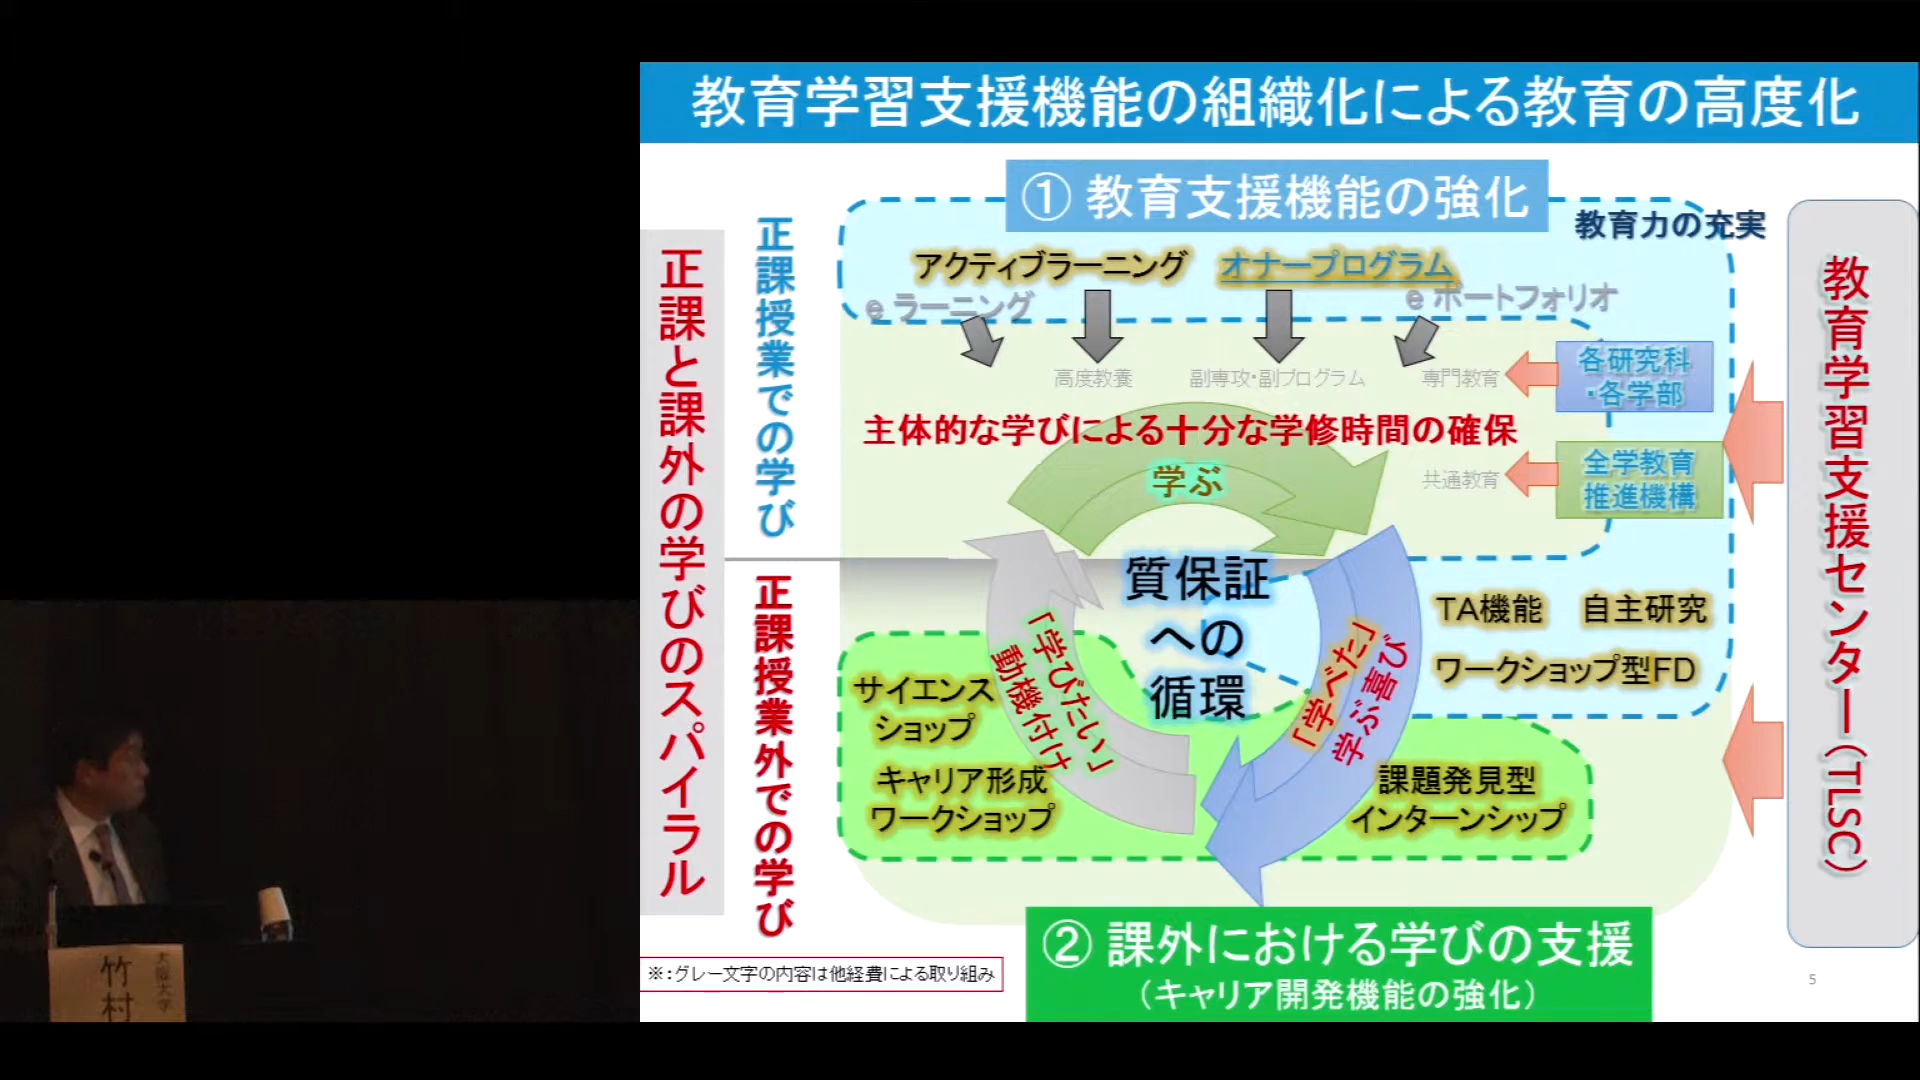 教育学習支援機能の組織化による教育の高度化
① 教育支援機能の強化
教育力の充実
正課と課外の学びのスパイラル
正課授業での学び
アクティブラーニング
オナープログラム
e ラーニング
e ポートフォリオ
高度教養
副専攻・副プログラム
専門教育
各研究科
・各学部
主体的な学びによる十分な学修時間の確保
学ぶ
共通教育
全学教育
推進機構
質保証
への
循環
「学びたい」
動機付け
「学べた」
学ぶ喜び
TA機能
自主研究
ワークショップ型FD
正課授業外での学び
サイエンス
ショップ
キャリア形成
ワークショップ
課題発見型
インターンシップ
教育学習支援センター(TLSC)
② 課外における学びの支援
（キャリア開発機能の強化）
※：グレー文字の内容は他経費による取り組み
5
大阪大学
竹村